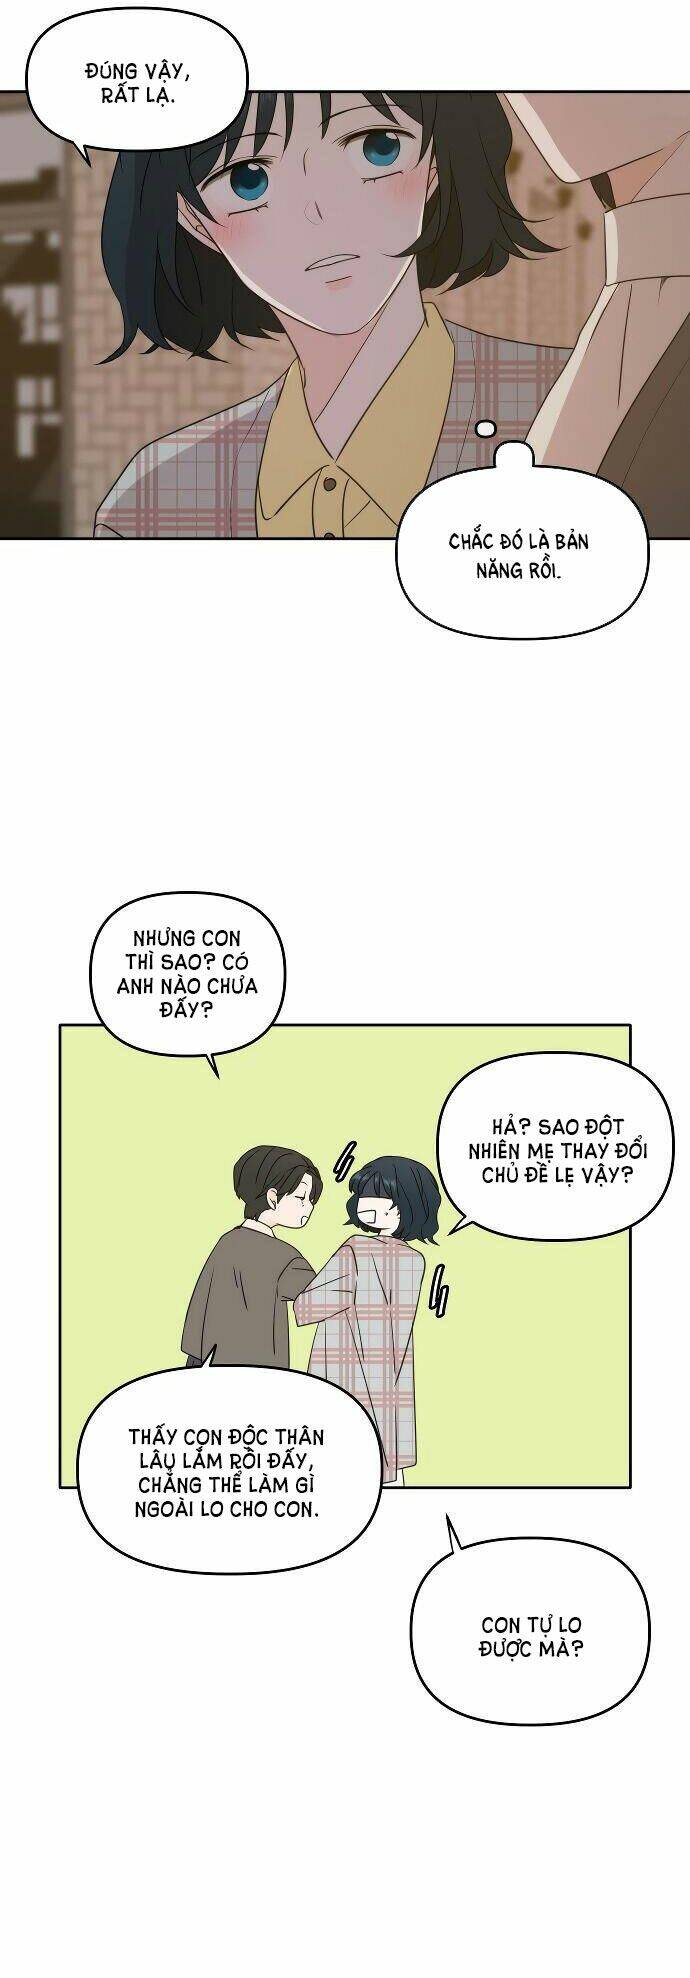 ĐÚNG VẬY,
RẤT LẠ.
CHẮC ĐÓ LÀ BẢN
NĂNG RỒI.
NHƯNG CON
THÌ SAO? CÓ
ANH NÀO CHƯA
ĐẤY?
HẢ? SAO ĐỘT
NHIÊN MẸ THAY ĐỔI
CHỦ ĐỀ LẸ VẬY?
THẤY CON ĐỘC THÂN
LÂU LẮM RỒI ĐẤY,
CHẲNG THỂ LÀM GÌ
NGOÀI LO CHO CON.
CON TỰ LO
ĐƯỢC MÀ?